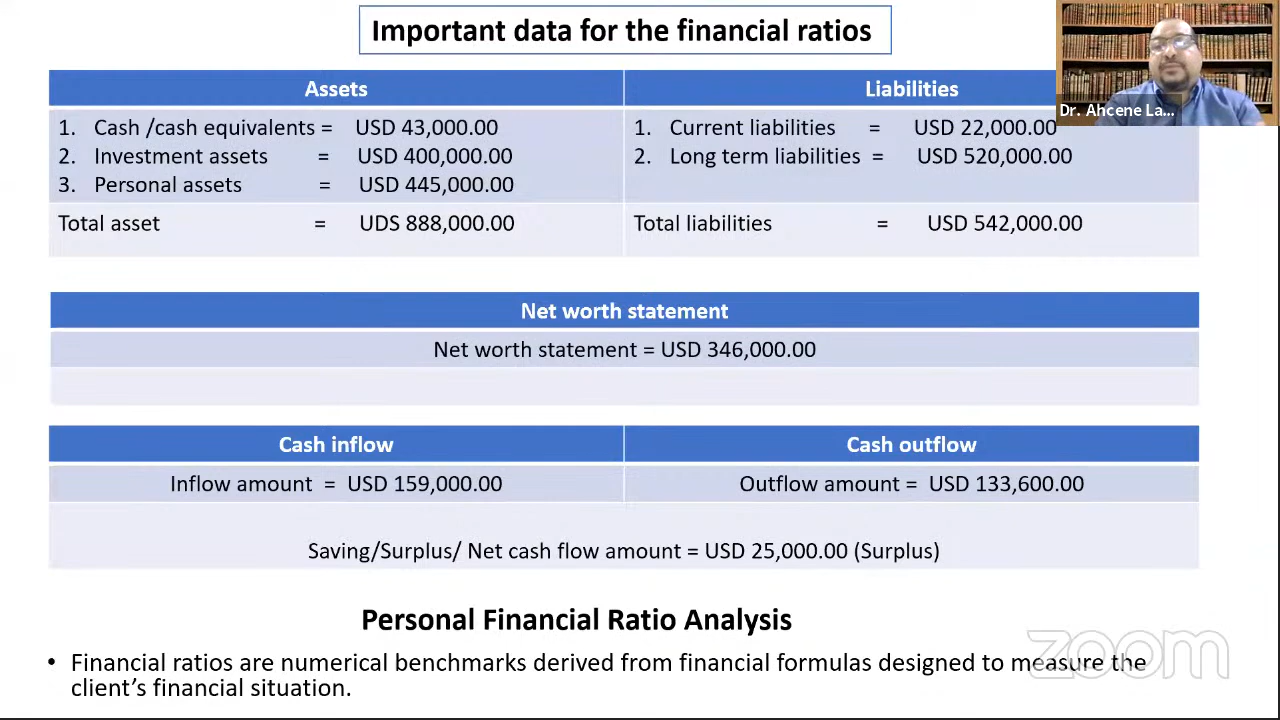 Important data for the financial ratios
Dr. Ahcene La...
Assets
Liabilities
1. Cash /cash equivalents = USD 43,000.00
2. Investment assets = USD 400,000.00
3. Personal assets = USD 445,000.00
1. Current liabilities = USD 22,000.00
2. Long term liabilities = USD 520,000.00
Total asset = UDS 888,000.00
Total liabilities = USD 542,000.00
Net worth statement
Net worth statement = USD 346,000.00
Cash inflow
Cash outflow
Inflow amount = USD 159,000.00
Outflow amount = USD 133,600.00
Saving/Surplus/ Net cash flow amount = USD 25,000.00 (Surplus)
Personal Financial Ratio Analysis
• Financial ratios are numerical benchmarks derived from financial formulas designed to measure the
client’s financial situation.
zoom